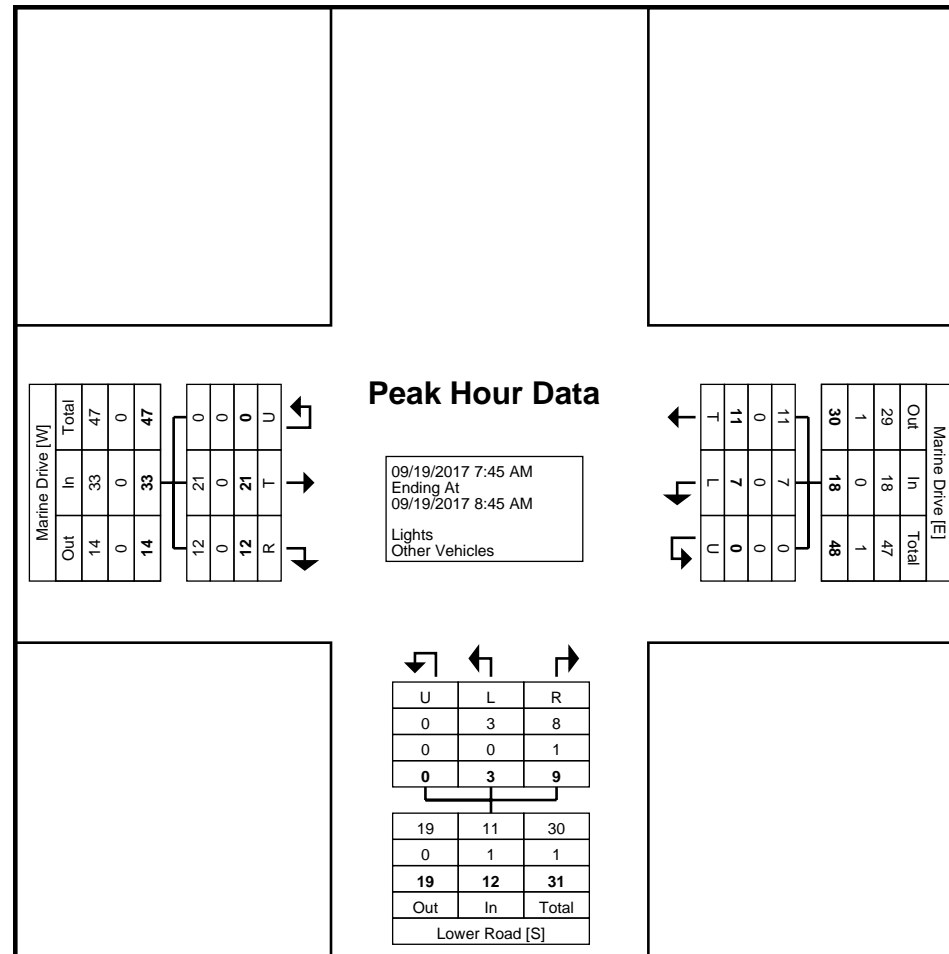 Peak Hour Data
09/19/2017 7:45 AM
Ending At
09/19/2017 8:45 AM
Lights
Other Vehicles
Marine Drive [W]
Total In Out
47 33 14
0 0 0
47 33 14
0 21 12
0 0 0
0 21 12
U T R
T L U
11 7 0
0 0 0
11 7 0
30 18 48
1 0 1
29 18 47
Out In Total
Marine Drive [E]
U L R
0 3 8
0 0 1
0 3 9
19 11 30
0 1 1
19 12 31
Out In Total
Lower Road [S]